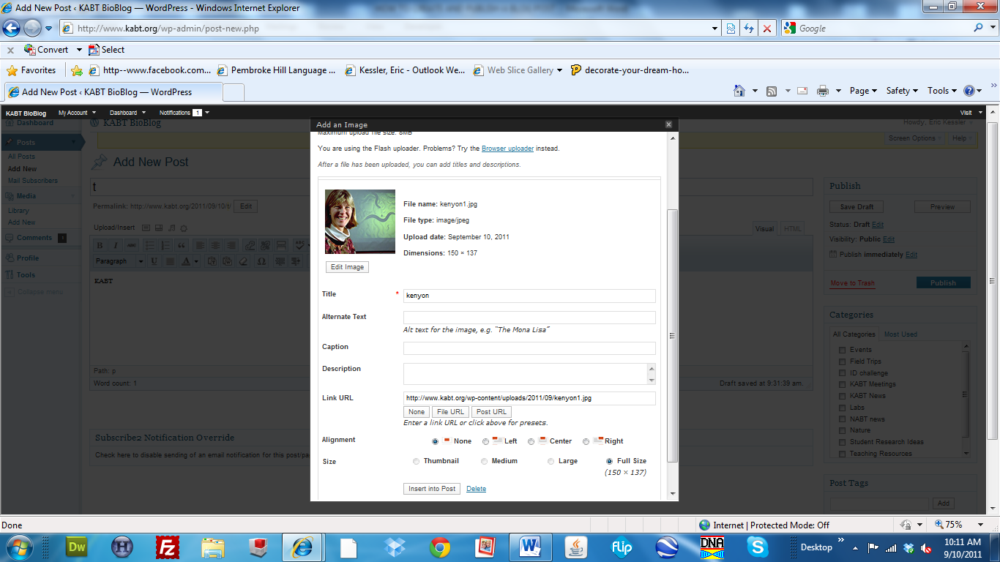 Add New Post ‹ KABT BioBlog — WordPress - Windows Internet Explorer
http://www.kabt.org/wp-admin/post-new.php
Google
Convert Select
Favorites http--www.facebook.com... Pembroke Hill Language ... Kessler, Eric - Outlook We... Web Slice Gallery decorate-your-dream-ho...
Add New Post ‹ KABT BioBlog — WordPress
Page Safety Tools
KABT BioBlog My Account Dashboard Notifications 1 Visit
Dashboard
KABT BioBlog
Howdy, Eric Kessler
Posts
All Posts
Add New
Mail Subscribers
Media
Library
Add New
Comments
Profile
Tools
Collapse menu
Screen Options Help
Add New Post
t
Permalink: http://www.kabt.org/2011/09/10/t/ Edit
Upload/Insert
Visual HTML
B I ABC
Paragraph U A Ω
KABT
Path: p
Word count: 1
Draft saved at 9:31:39 am.
Subscribe2 Notification Override
Check here to disable sending of an email notification for this post/pa
Add an Image
Maximum upload file size: 8MB
You are using the Flash uploader. Problems? Try the Browser uploader instead.
After a file has been uploaded, you can add titles and descriptions.
File name: kenyon1.jpg
File type: image/jpeg
Upload date: September 10, 2011
Dimensions: 150 × 137
Edit Image
Title * kenyon
Alternate Text
Alt text for the image, e.g. “The Mona Lisa”
Caption
Description
Link URL http://www.kabt.org/wp-content/uploads/2011/09/kenyon1.jpg
None File URL Post URL
Enter a link URL or click above for presets.
Alignment None Left Center Right
Size Thumbnail Medium Large Full Size
(150 × 137)
Insert into Post Delete
Publish
Save Draft Preview
Status: Draft Edit
Visibility: Public Edit
Publish immediately Edit
Move to Trash Publish
Categories
All Categories Most Used
Events
Field Trips
ID challenge
KABT Meetings
KABT News
Labs
NABT news
Nature
Student Research Ideas
Teaching Resources
Post Tags
Add
Done
Internet | Protected Mode: Off
75%
Dw H Fz W Java flip DNA S
Desktop
10:11 AM
9/10/2011